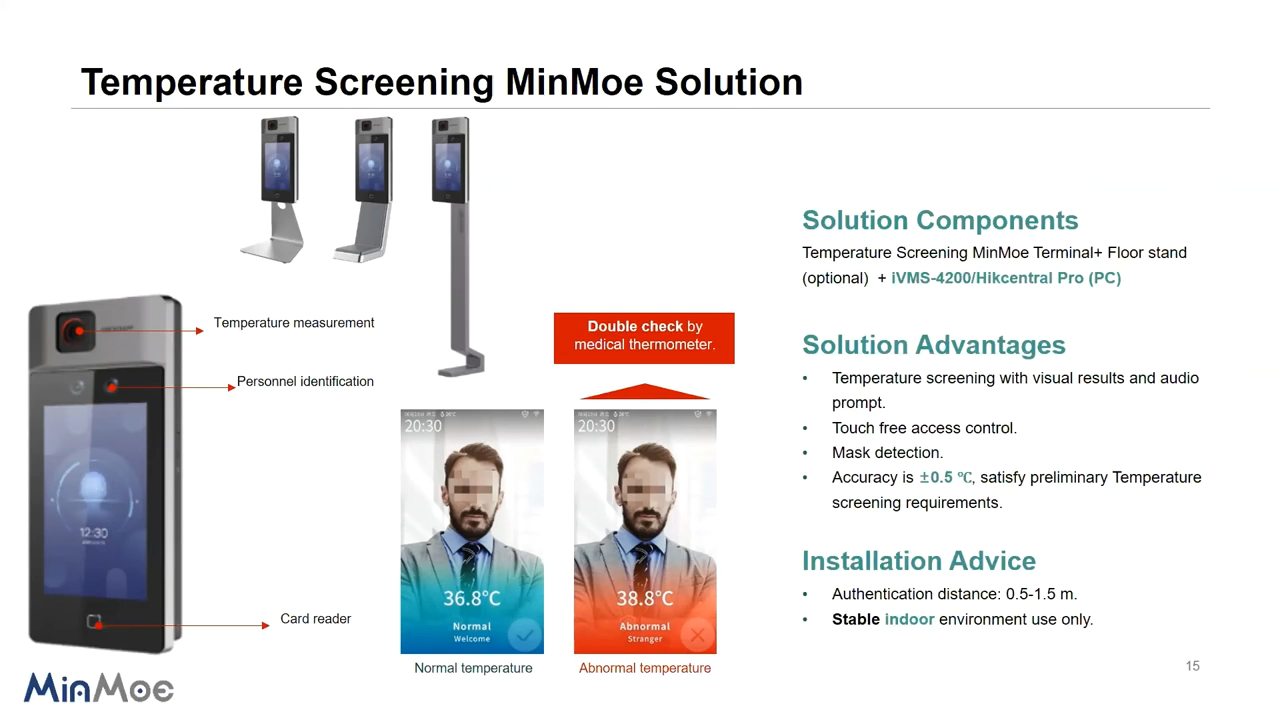 Temperature Screening MinMoe Solution
Temperature measurement
Personnel identification
12:30
Card reader
MinMoe
Double check by
medical thermometer.
20:30
36.8°C
Normal
Welcome
Normal temperature
20:30
38.8°C
Abnormal
Stranger
Abnormal temperature
Solution Components
Temperature Screening MinMoe Terminal+ Floor stand
(optional) + iVMS-4200/Hikcentral Pro (PC)
Solution Advantages
• Temperature screening with visual results and audio
prompt.
• Touch free access control.
• Mask detection.
• Accuracy is ±0.5 ℃, satisfy preliminary Temperature
screening requirements.
Installation Advice
• Authentication distance: 0.5-1.5 m.
• Stable indoor environment use only.
15